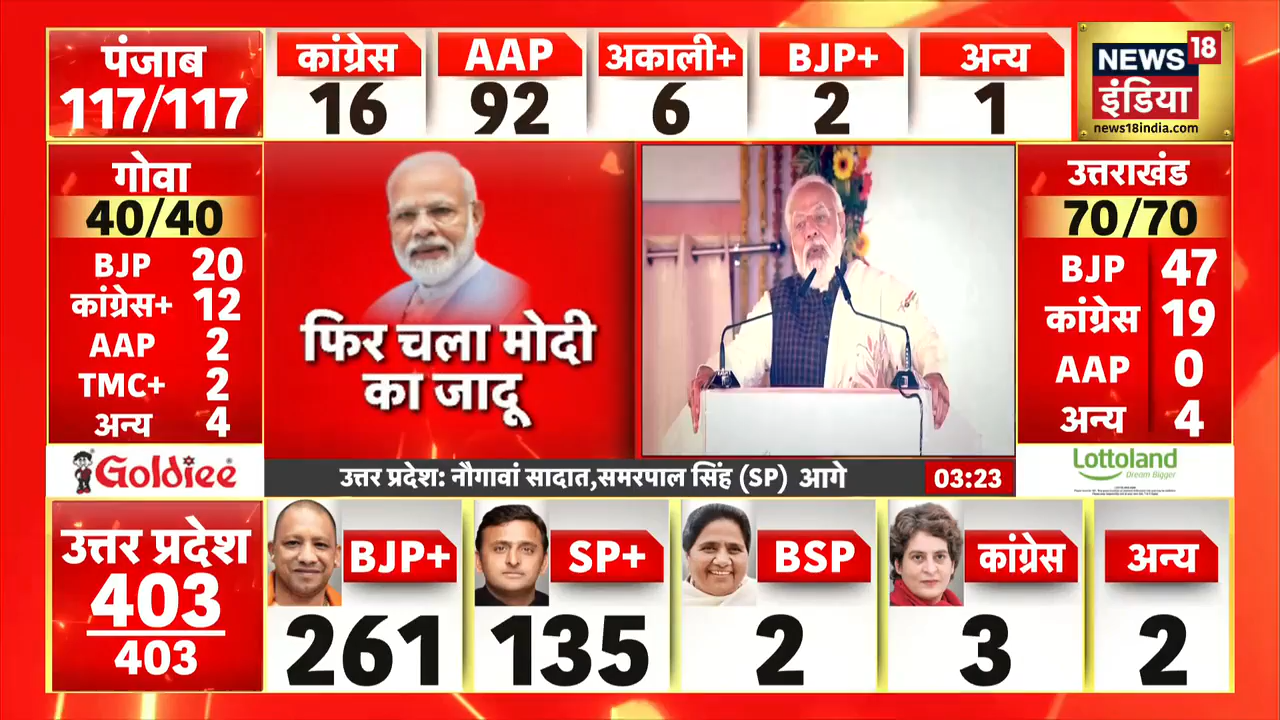 पंजाब
117/117
कांग्रेस
16
AAP
92
अकाली+
6
BJP+
2
अन्य
1
NEWS 18
इंडिया
news18india.com
गोवा
40/40
BJP 20
कांग्रेस+ 12
AAP 2
TMC+ 2
अन्य 4
फिर चला मोदी
का जादू
उत्तराखंड
70/70
BJP 47
कांग्रेस 19
AAP 0
अन्य 4
Goldiee
उत्तर प्रदेश: नौगावां सादात,समरपाल सिंह (SP) आगे
03:23
Lottoland
Dream Bigger
उत्तर प्रदेश
403
403
BJP+
261
SP+
135
BSP
2
कांग्रेस
3
अन्य
2